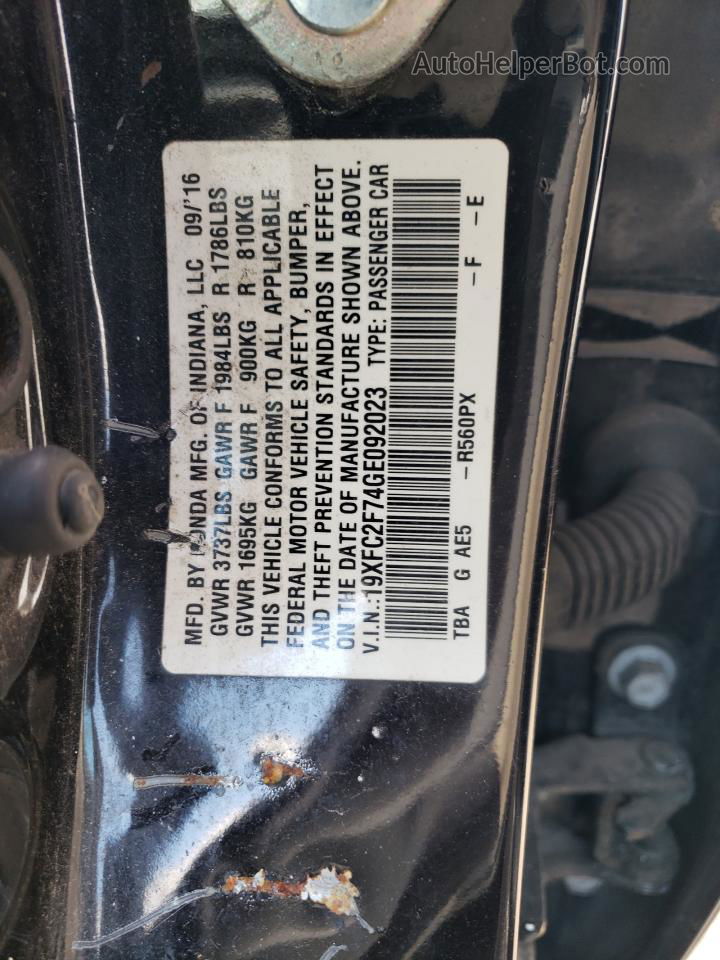 AutoHelperBot.com
MFD. BY HONDA MFG. OF INDIANA, LLC 09/'16
GVWR 3737LBS GAWR F 1984LBS R 1786LBS
GVWR 1695KG GAWR F 900KG R 810KG
THIS VEHICLE CONFORMS TO ALL APPLICABLE
FEDERAL MOTOR VEHICLE SAFETY, BUMPER,
AND THEFT PREVENTION STANDARDS IN EFFECT
ON THE DATE OF MANUFACTURE SHOWN ABOVE.
V.I.N.:19XFC2F74GE092023 TYPE: PASSENGER CAR
TBA G AE5 -R560PX -F -E